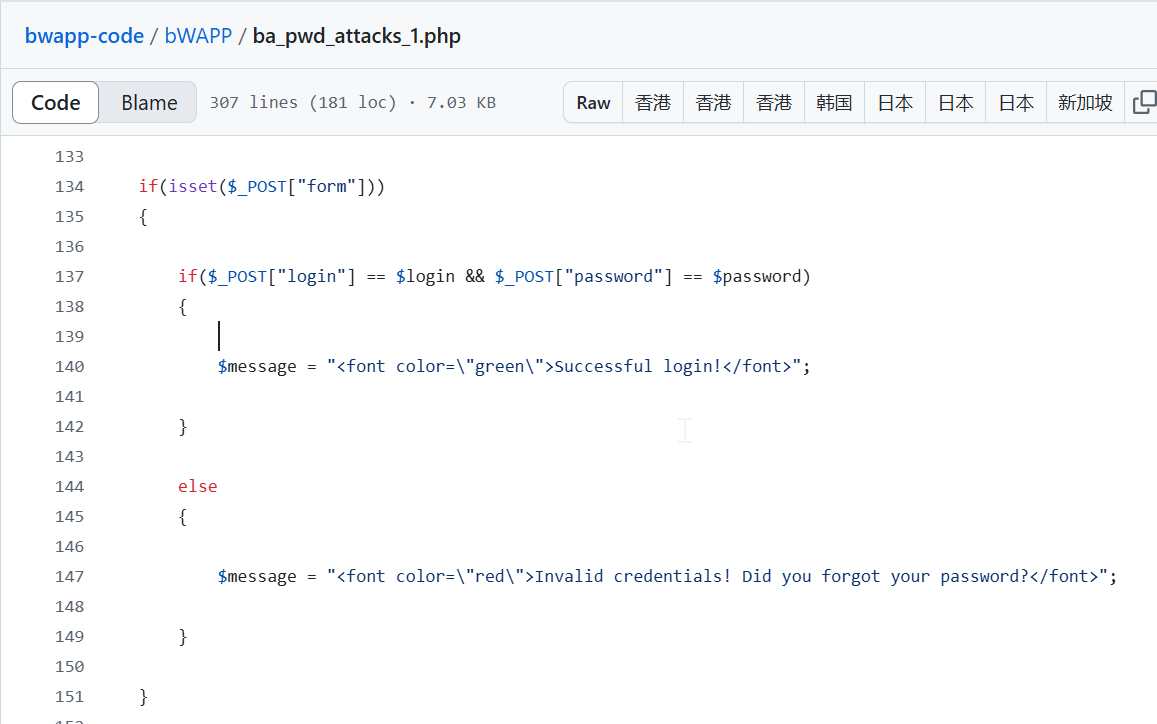 bwapp-code / bWAPP / ba_pwd_attacks_1.php
Code Blame 307 lines (181 loc) · 7.03 KB Raw 香港 香港 香港 韩国 日本 日本 日本 新加坡
133
134 if(isset($_POST["form"]))
135 {
136
137 if($_POST["login"] == $login && $_POST["password"] == $password)
138 {
139
140 $message = "<font color=\"green\">Successful login!</font>";
141
142 }
143
144 else
145 {
146
147 $message = "<font color=\"red\">Invalid credentials! Did you forgot your password?</font>";
148
149 }
150
151 }